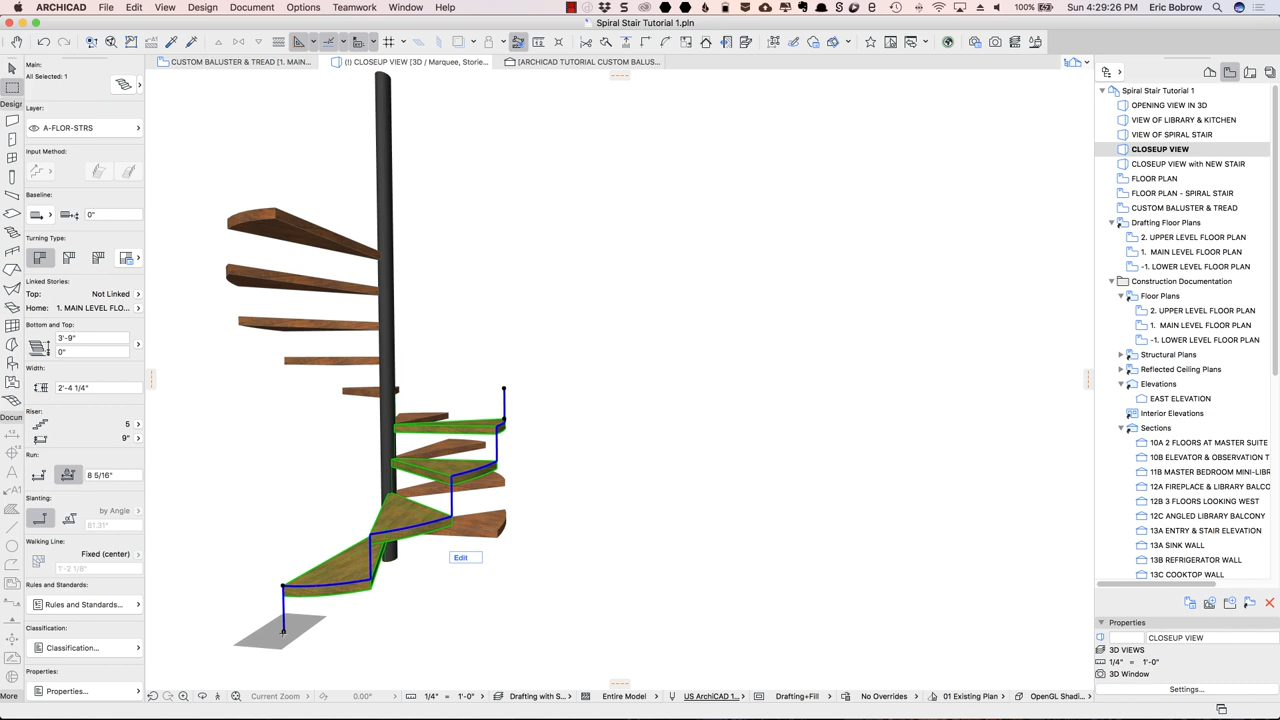 ARCHICAD File Edit View Design Document Options Teamwork Window Help 100% Sun 4:29:26 PM Eric Bobrow
Spiral Stair Tutorial 1.pln
CUSTOM BALUSTER & TREAD [1. MAIN... (!) CLOSEUP VIEW [3D / Marquee, Storie... [ARCHICAD TUTORIAL CUSTOM BALUS...
Main:
All Selected: 1
Design
Layer:
A-FLOR-STRS
Input Method:
Baseline:
0"
Turning Type:
Linked Stories:
Top: Not Linked
Home: 1. MAIN LEVEL FLO...
Bottom and Top:
3'-9"
0"
Width:
2'-4 1/4"
Docum
Riser:
9"
5
Run:
8 5/16"
Slanting:
by Angle
81.31°
Walking Line:
Fixed (center)
1'-2 1/8"
Rules and Standards:
Rules and Standards...
Classification:
Classification...
Properties:
Properties...
More
Edit
Spiral Stair Tutorial 1
OPENING VIEW IN 3D
VIEW OF LIBRARY & KITCHEN
VIEW OF SPIRAL STAIR
CLOSEUP VIEW
CLOSEUP VIEW with NEW STAIR
FLOOR PLAN
FLOOR PLAN - SPIRAL STAIR
CUSTOM BALUSTER & TREAD
Drafting Floor Plans
2. UPPER LEVEL FLOOR PLAN
1. MAIN LEVEL FLOOR PLAN
-1. LOWER LEVEL FLOOR PLAN
Construction Documentation
Floor Plans
2. UPPER LEVEL FLOOR PLAN
1. MAIN LEVEL FLOOR PLAN
-1. LOWER LEVEL FLOOR PLAN
Structural Plans
Reflected Ceiling Plans
Elevations
EAST ELEVATION
Interior Elevations
Sections
10A 2 FLOORS AT MASTER SUITE
10B ELEVATOR & OBSERVATION T
11B MASTER BEDROOM MINI-LIBR
12A FIREPLACE & LIBRARY BALCO
12B 3 FLOORS LOOKING WEST
12C ANGLED LIBRARY BALCONY
13A ENTRY & STAIR ELEVATION
13A SINK WALL
13B REFRIGERATOR WALL
13C COOKTOP WALL
Properties
CLOSEUP VIEW
3D VIEWS
1/4" = 1'-0"
3D Window
Settings...
Current Zoom 0.00° 1/4" = 1'-0" Drafting with S... Entire Model US ArchiCAD 1... Drafting+Fill No Overrides 01 Existing Plan OpenGL Shadi...